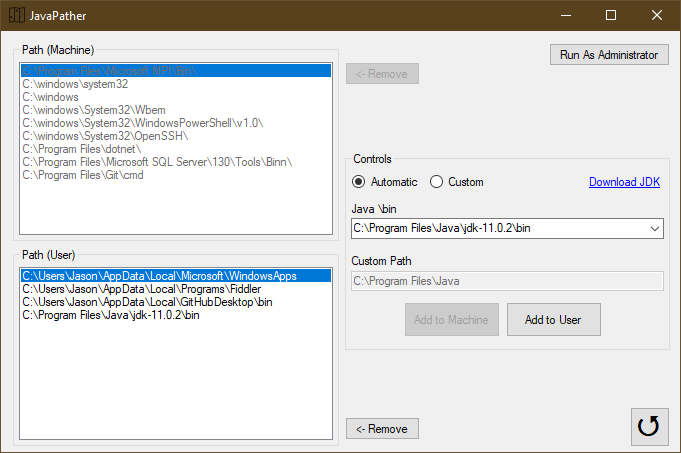 JavaPather
Path (Machine)
C:\Program Files\Microsoft MPI\Bin\
C:\windows\system32
C:\windows
C:\windows\System32\Wbem
C:\windows\System32\WindowsPowerShell\v1.0\
C:\windows\System32\OpenSSH\
C:\Program Files\dotnet\
C:\Program Files\Microsoft SQL Server\130\Tools\Binn\
C:\Program Files\Git\cmd
<- Remove
Run As Administrator
Controls
Automatic
Custom
Download JDK
Java \bin
C:\Program Files\Java\jdk-11.0.2\bin
Custom Path
C:\Program Files\Java
Add to Machine
Add to User
Path (User)
C:\Users\Jason\AppData\Local\Microsoft\WindowsApps
C:\Users\Jason\AppData\Local\Programs\Fiddler
C:\Users\Jason\AppData\Local\GitHubDesktop\bin
C:\Program Files\Java\jdk-11.0.2\bin
<- Remove